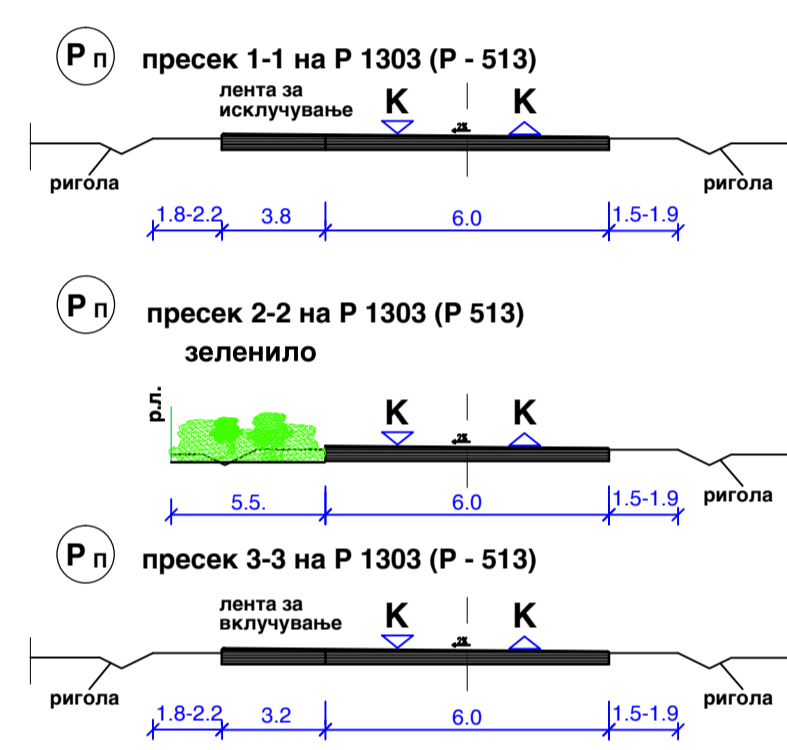 Р п пресек 1-1 на Р 1303 (Р - 513)
лента за
исклучување
К К
2%
ригола ригола
1.8-2.2 3.8 6.0 1.5-1.9
Р п пресек 2-2 на Р 1303 (Р 513)
зеленило
р.л.
К К
2%
5.5. 6.0 1.5-1.9
ригола
Р п пресек 3-3 на Р 1303 (Р - 513)
лента за
вклучување
К К
2%
ригола ригола
1.8-2.2 3.2 6.0 1.5-1.9